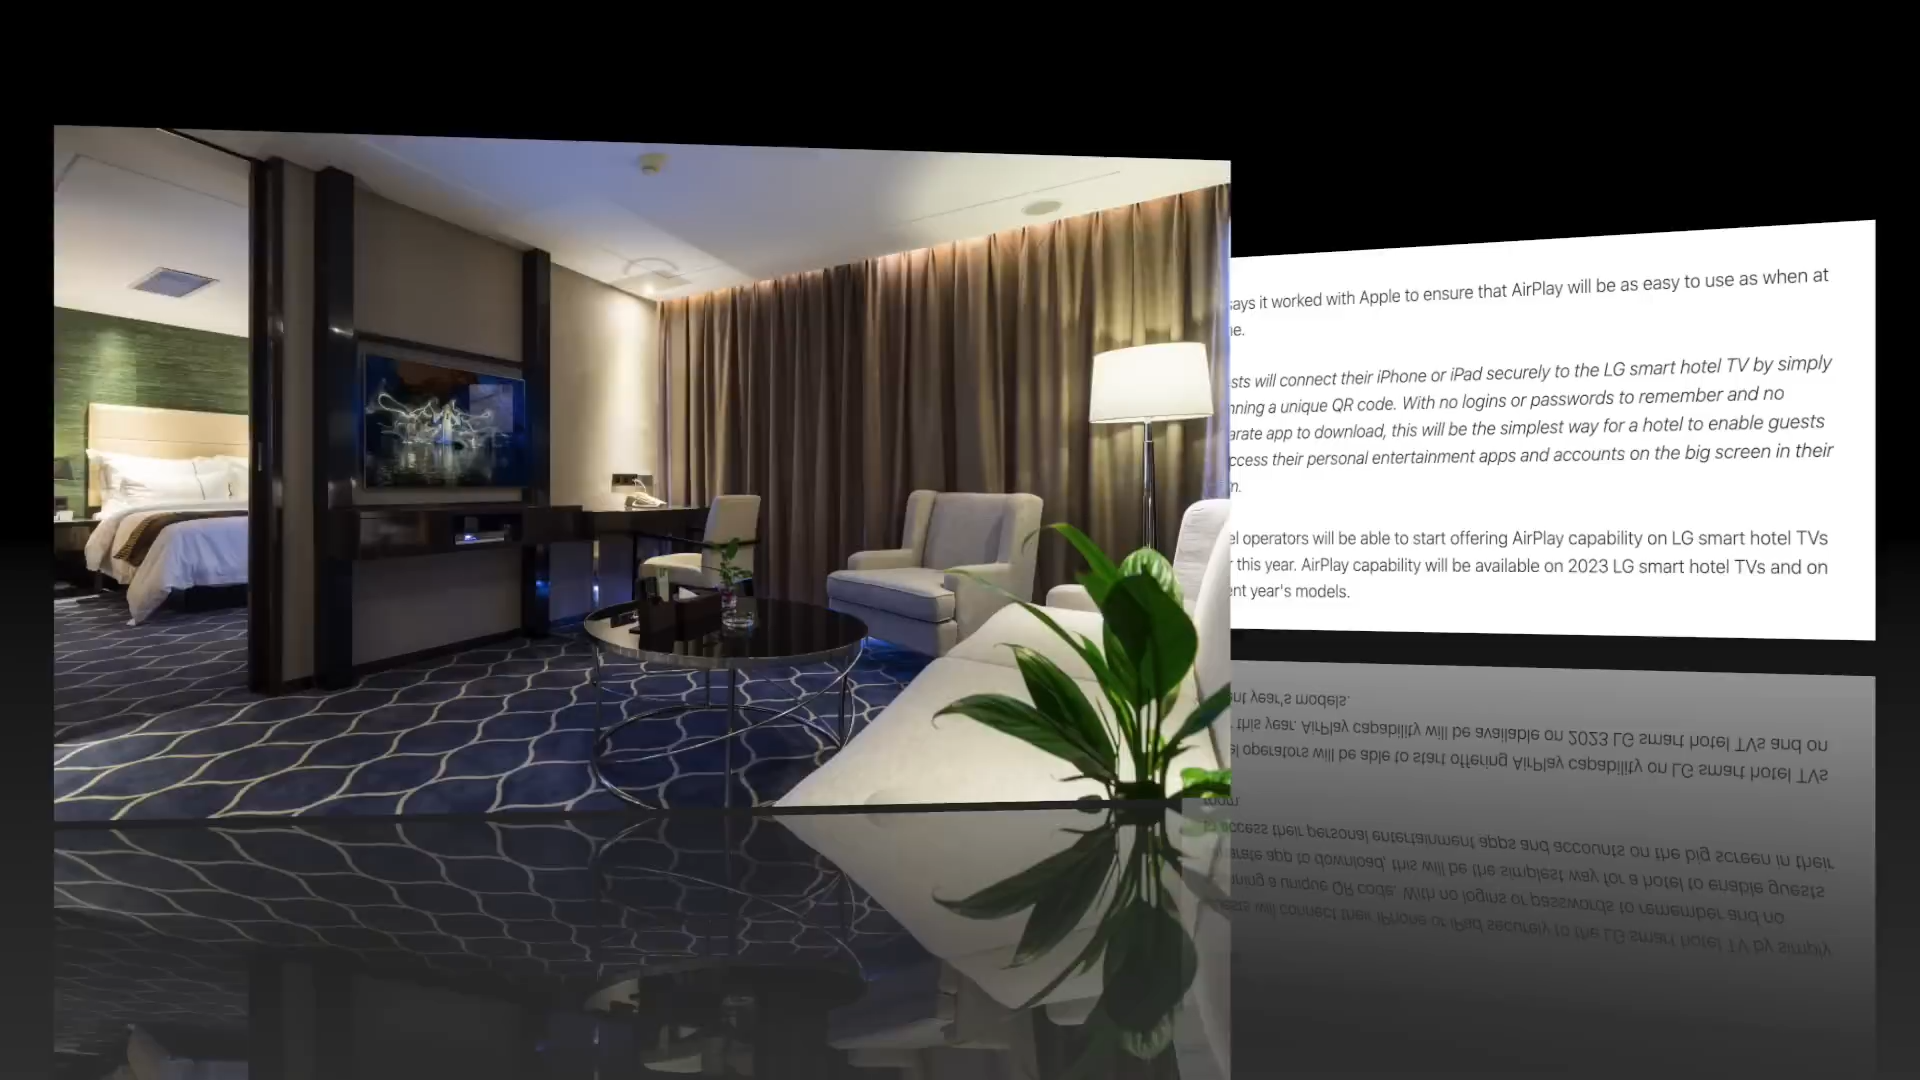 says it worked with Apple to ensure that AirPlay will be as easy to use as when at
sts will connect their iPhone or iPad securely to the LG smart hotel TV by simply
a unique QR code. With no logins or passwords to remember and no
app to download, this will be the simplest way for a hotel to enable guests
their personal entertainment apps and accounts on the big screen in their
el operators will be able to start offering AirPlay capability on LG smart hotel TVs
this year. AirPlay capability will be available on 2023 LG smart hotel TVs and on
nt year's models.